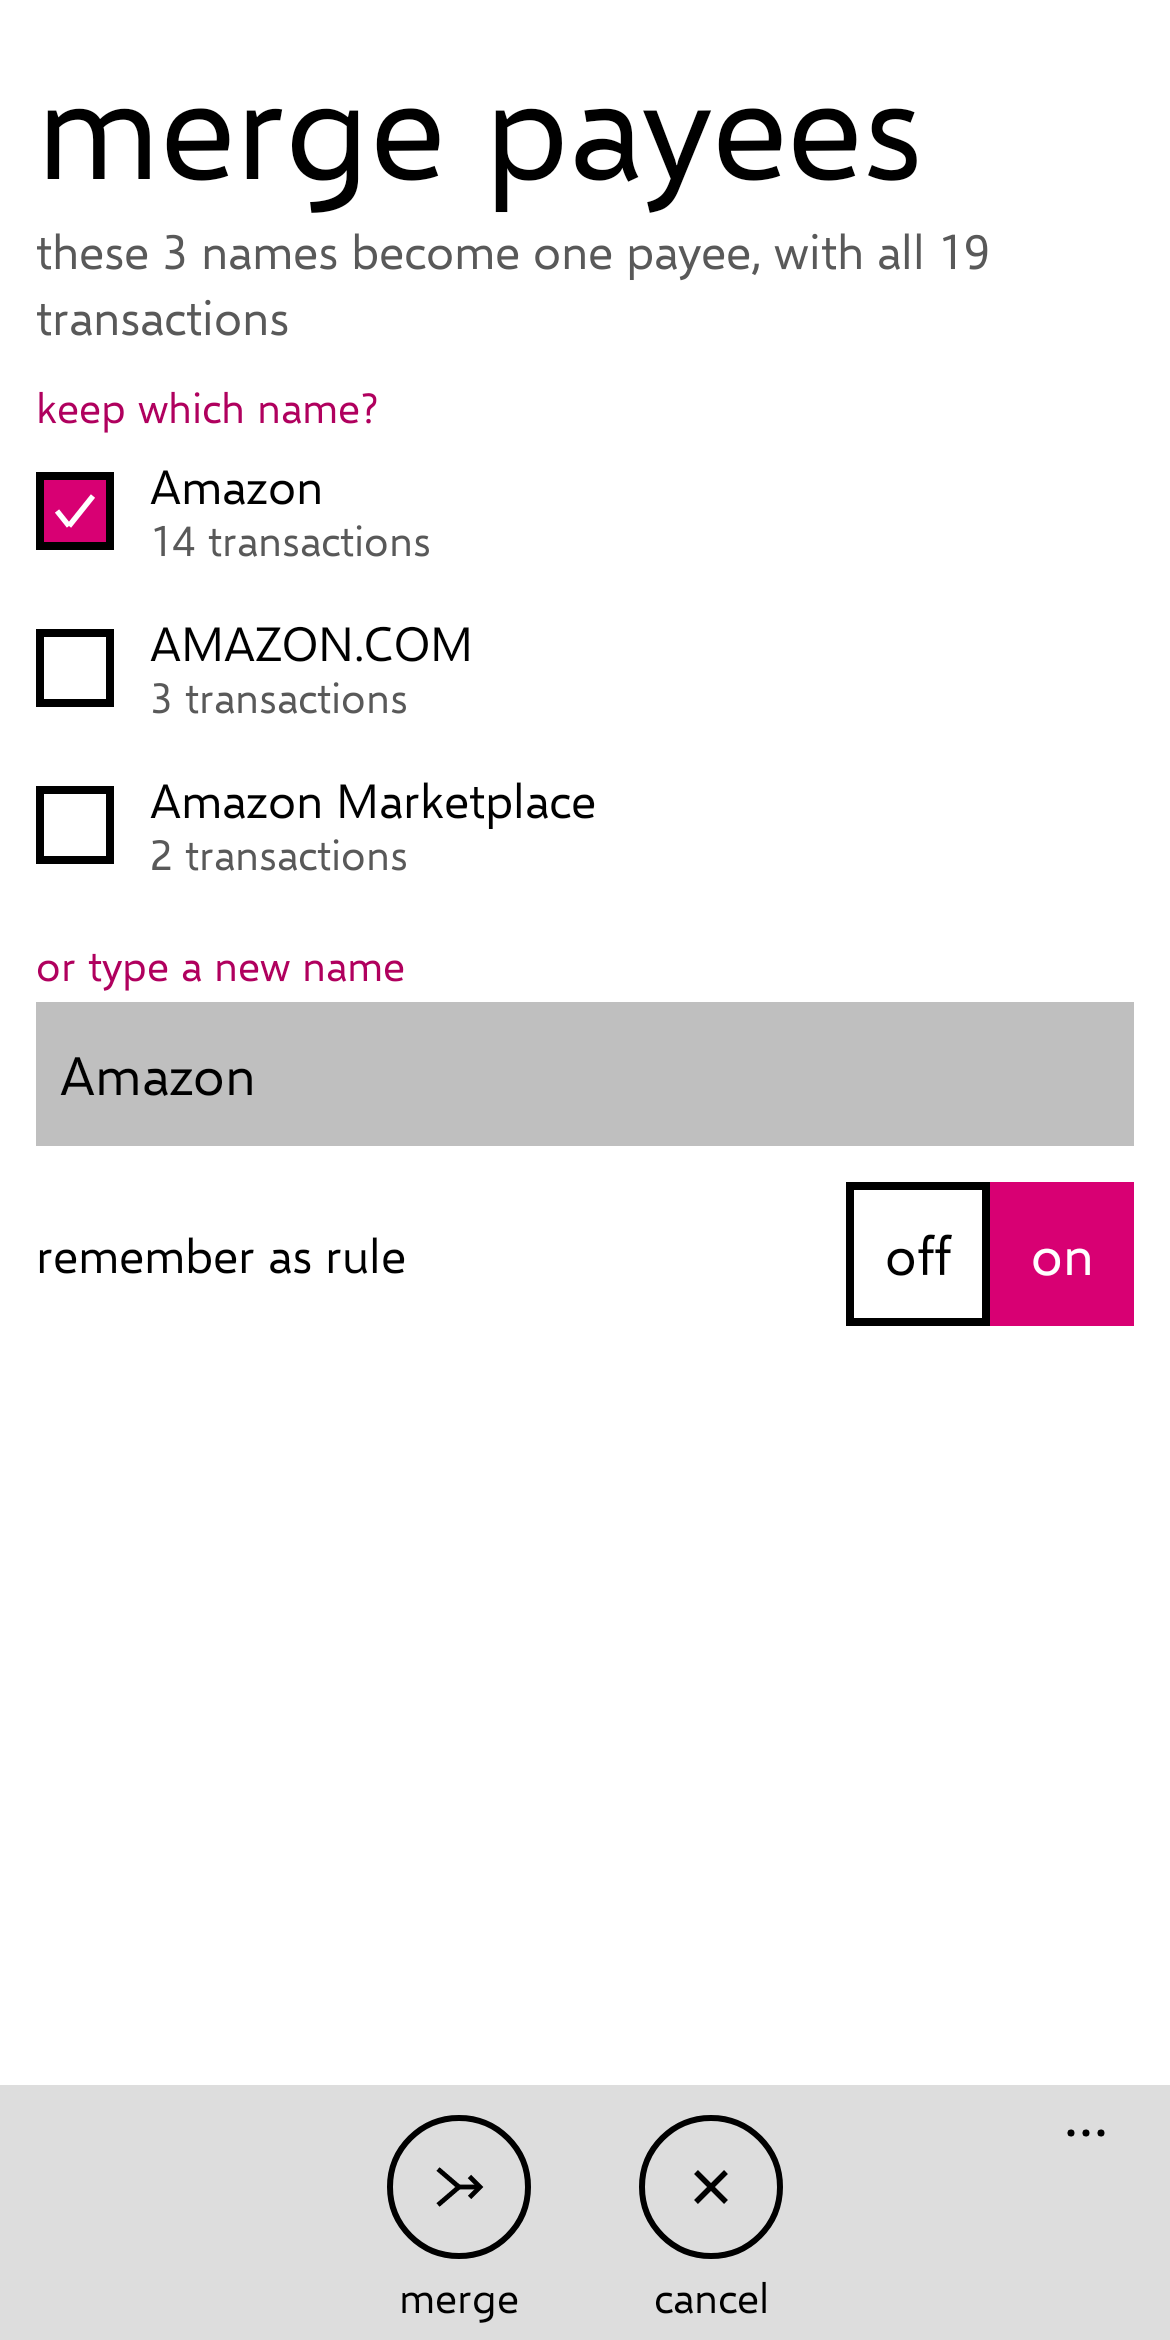 merge payees
these 3 names become one payee, with all 19
transactions
keep which name?
Amazon
14 transactions
AMAZON.COM
3 transactions
Amazon Marketplace
2 transactions
or type a new name
Amazon
remember as rule
off
on
merge
cancel